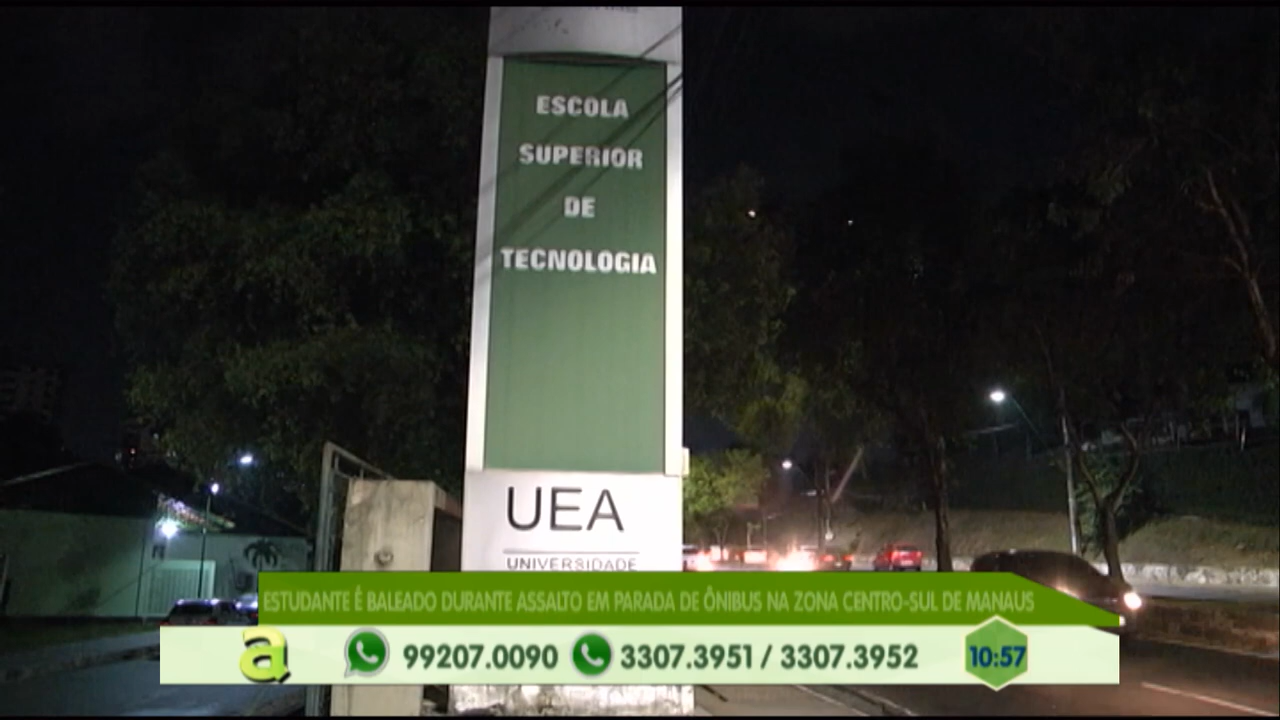 ESCOLA
SUPERIOR
DE
TECNOLOGIA
UEA
UNIVERSIDADE
ESTUDANTE É BALEADO DURANTE ASSALTO EM PARADA DE ÔNIBUS NA ZONA CENTRO-SUL DE MANAUS
a 99207.0090 3307.3951 / 3307.3952 10:57